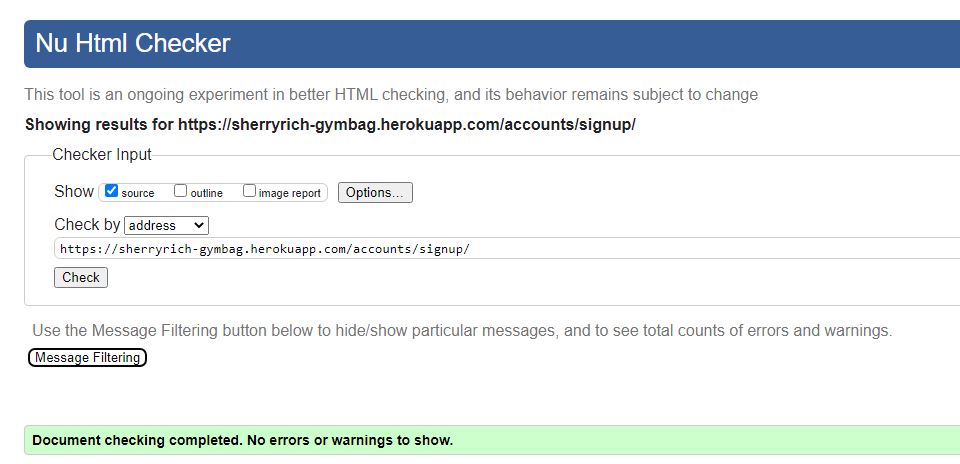 Nu Html Checker
This tool is an ongoing experiment in better HTML checking, and its behavior remains subject to change
Showing results for https://sherryrich-gymbag.herokuapp.com/accounts/signup/
Checker Input
Show source outline image report Options...
Check by address
https://sherryrich-gymbag.herokuapp.com/accounts/signup/
Check
Use the Message Filtering button below to hide/show particular messages, and to see total counts of errors and warnings.
Message Filtering
Document checking completed. No errors or warnings to show.